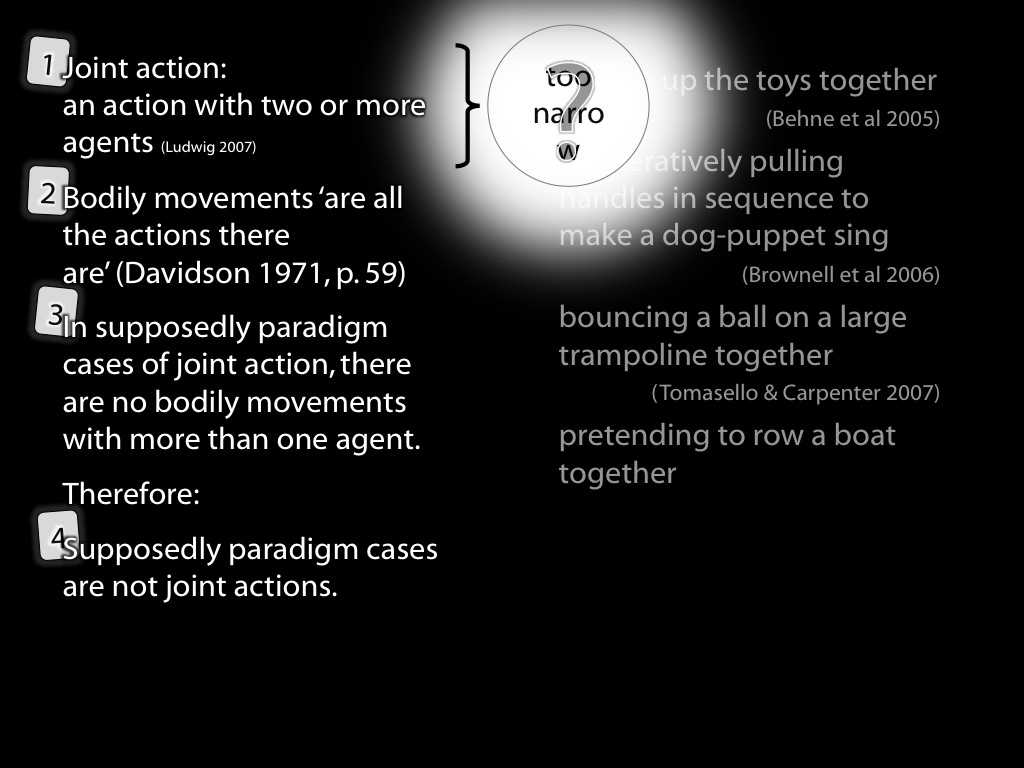 1
Joint action:
an action with two or more
agents (Ludwig 2007)
2
Bodily movements ‘are all
the actions there
are’ (Davidson 1971, p. 59)
3
In supposedly paradigm
cases of joint action, there
are no bodily movements
with more than one agent.
Therefore:
4
Supposedly paradigm cases
are not joint actions.
too
narro
w
?
up the toys together
(Behne et al 2005)
pulling
handles in sequence to
make a dog-puppet sing
(Brownell et al 2006)
bouncing a ball on a large
trampoline together
(Tomasello & Carpenter 2007)
pretending to row a boat
together